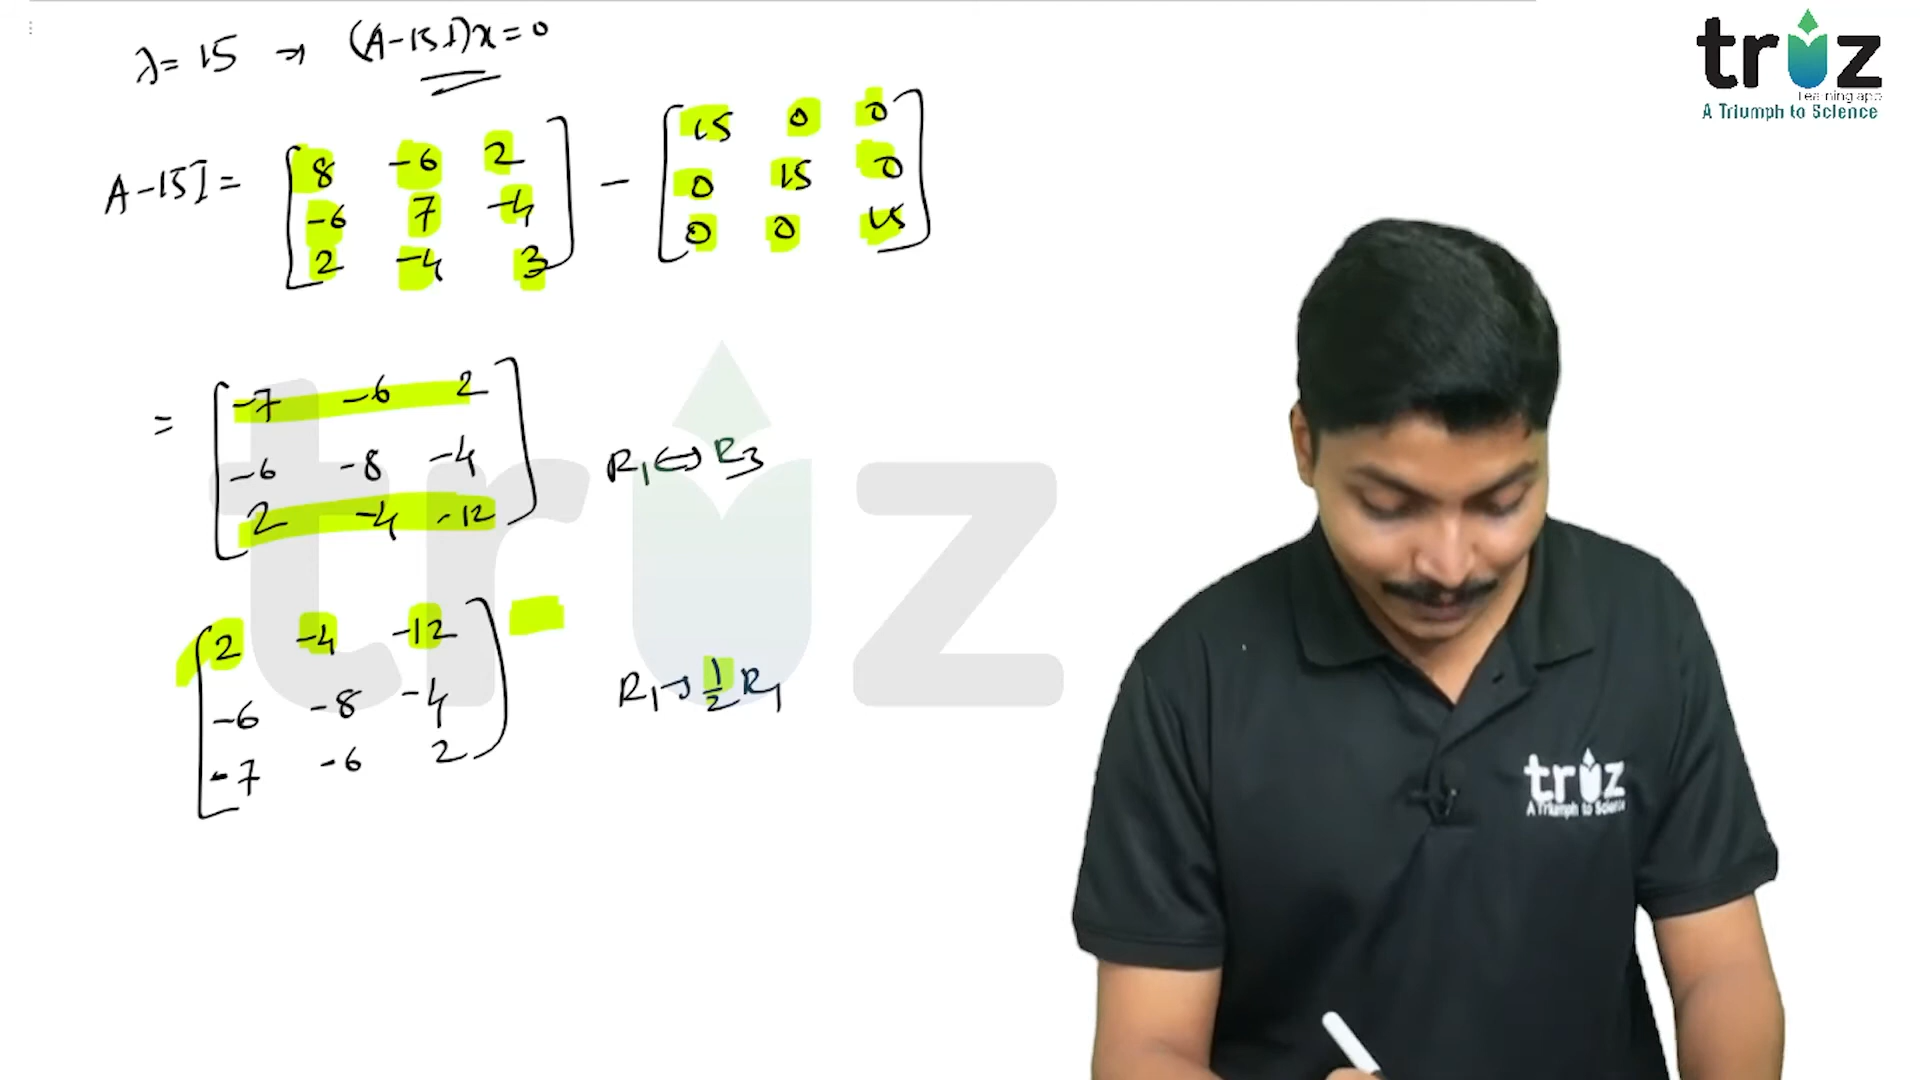 λ = 15 → (A-15I)x = 0
truz
Learning app
A Triumph to Science
A-15I = [8 -6 2] - [15 0 0]
[-6 7 -4] [0 15 0]
[2 -4 3] [0 0 15]
= [-7 -6 2]
[-6 -8 -4] R1 ↔ R3
[2 -4 -12]
truz
[2 -4 -12]
[-6 -8 -4] R1 → 1/2 R1
[-7 -6 2]
truz
A Triumph to Science